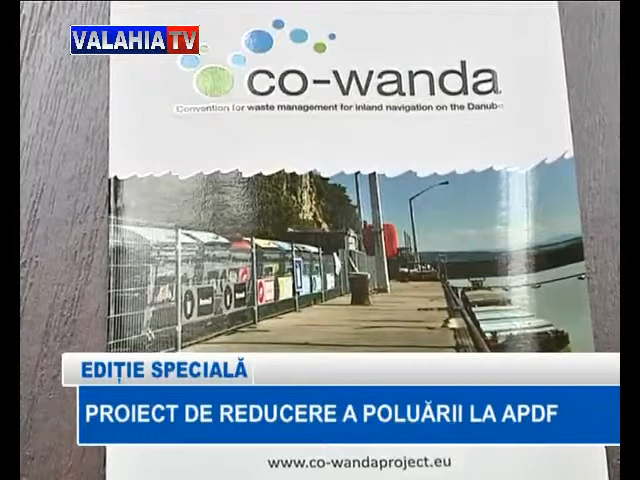 VALAHIA TV
co-wanda
Convention for waste management for inland navigation on the Danube
EDIȚIE SPECIALĂ
PROIECT DE REDUCERE A POLUĂRII LA APDF
www.co-wandaproject.eu